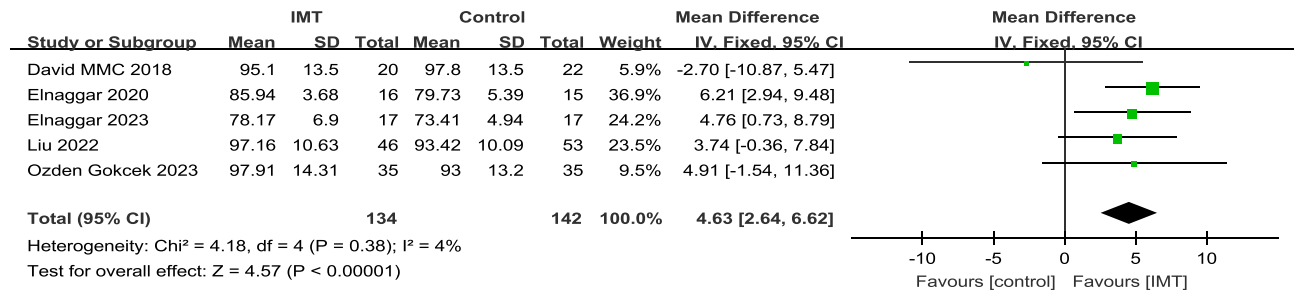 IMT Control Mean Difference Mean Difference
Study or Subgroup Mean SD Total Mean SD Total Weight IV, Fixed, 95% CI IV, Fixed, 95% CI
David MMC 2018 95.1 13.5 20 97.8 13.5 22 5.9% -2.70 [-10.87, 5.47]
Elnaggar 2020 85.94 3.68 16 79.73 5.39 15 36.9% 6.21 [2.94, 9.48]
Elnaggar 2023 78.17 6.9 17 73.41 4.94 17 24.2% 4.76 [0.73, 8.79]
Liu 2022 97.16 10.63 46 93.42 10.09 53 23.5% 3.74 [-0.36, 7.84]
Ozden Gokcek 2023 97.91 14.31 35 93 13.2 35 9.5% 4.91 [-1.54, 11.36]
Total (95% CI) 134 142 100.0% 4.63 [2.64, 6.62]
Heterogeneity: Chi² = 4.18, df = 4 (P = 0.38); I² = 4%
Test for overall effect: Z = 4.57 (P < 0.00001)
-10 -5 0 5 10
Favours [control] Favours [IMT]